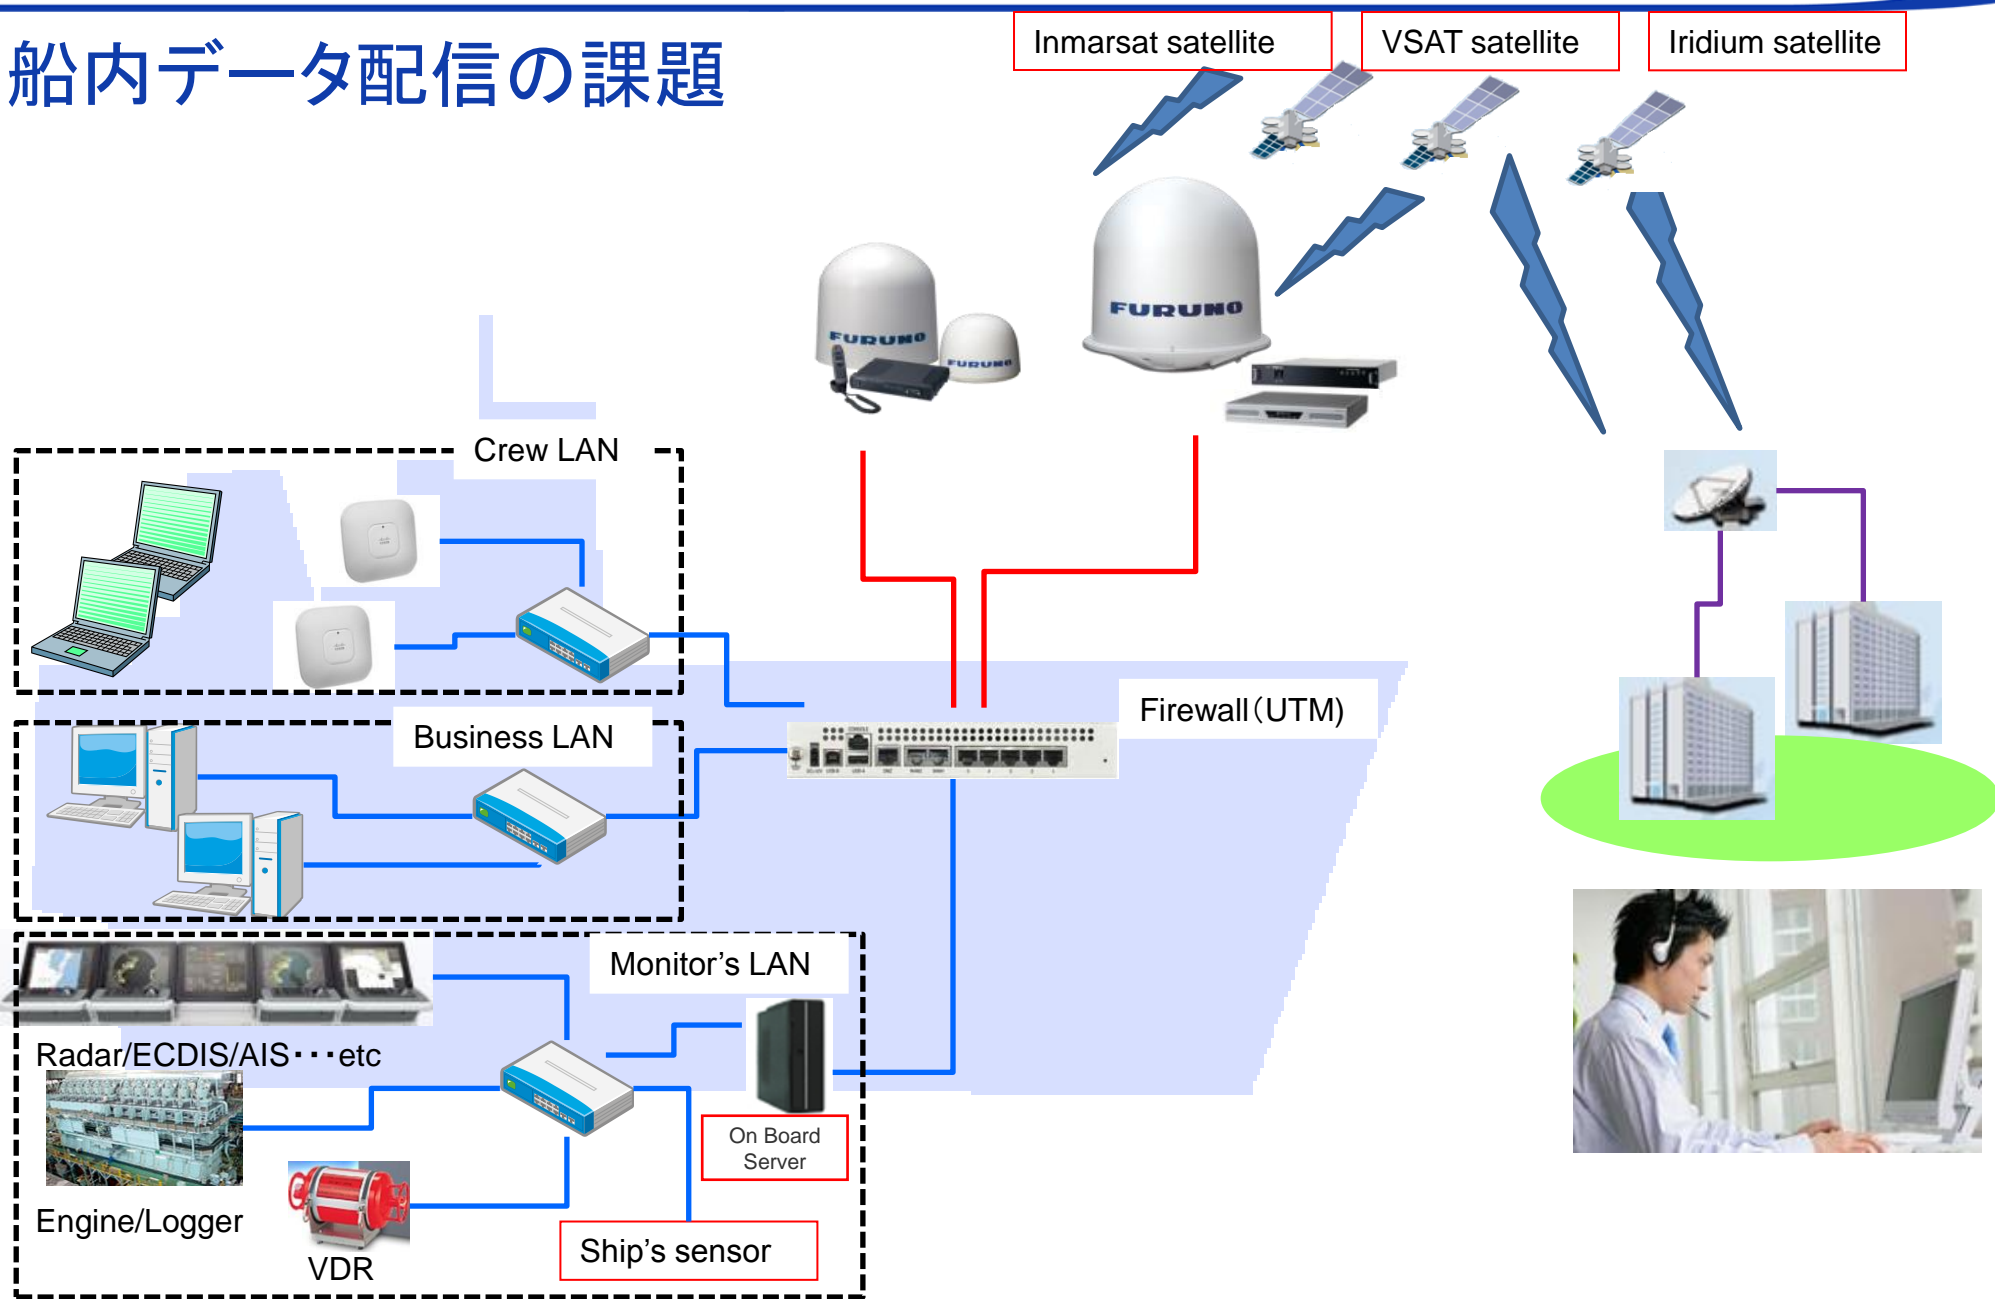 船内データ配信の課題
Inmarsat satellite
VSAT satellite
Iridium satellite
FURUNO
FURUNO
FURUNO
Crew LAN
Firewall（UTM）
CONSOLE
Business LAN
Monitor’s LAN
Radar/ECDIS/AIS・・・etc
On Board
Server
Engine/Logger
VDR
Ship’s sensor